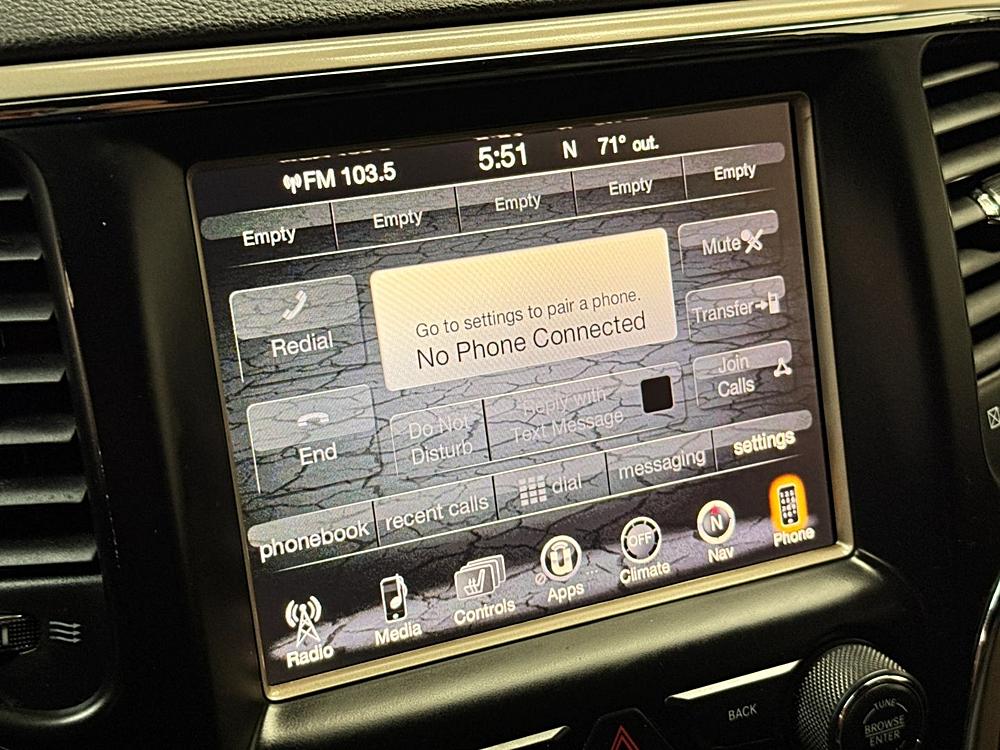 FM 103.5
5:51
N
71° out.
Empty
Empty
Empty
Empty
Empty
Redial
Go to settings to pair a phone.
No Phone Connected
Mute
Transfer
Join
Calls
End
Do Not
Disturb
Reply with
Text Message
phonebook
recent calls
dial
messaging
settings
Radio
Media
Controls
Apps
OFF
Climate
N
Nav
Phone
BACK
TUNE
BROWSE
ENTER